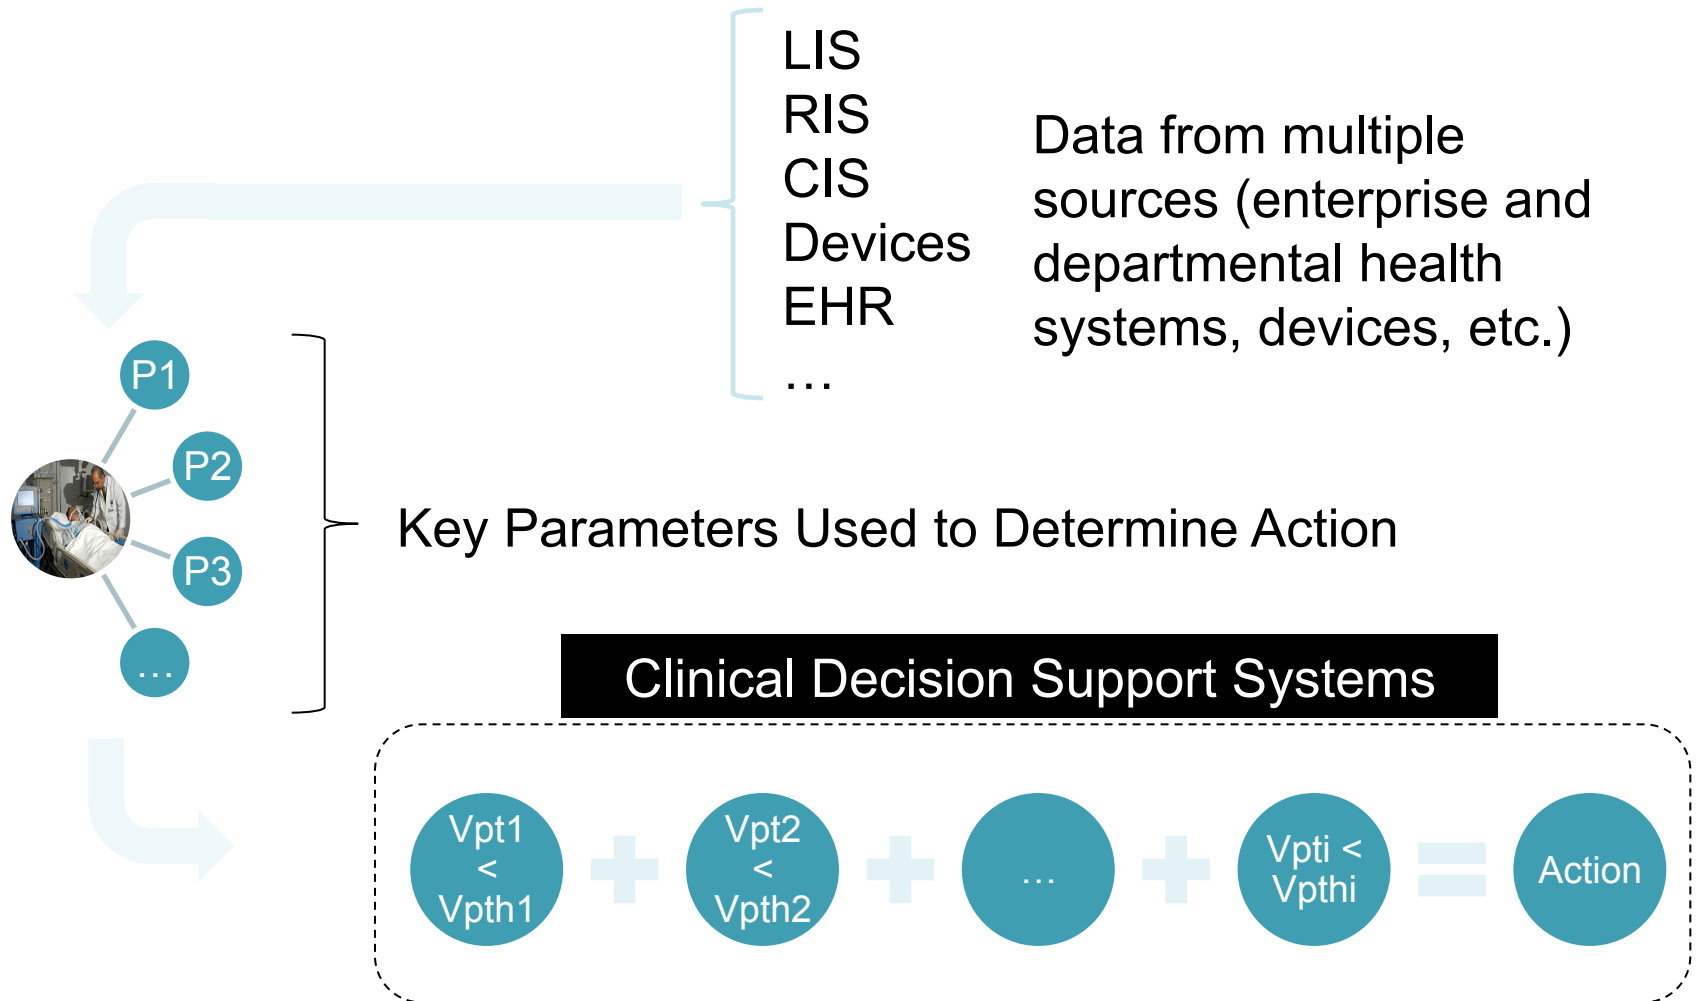 LIS
RIS
CIS
Devices
EHR
…
Data from multiple
sources (enterprise and
departmental health
systems, devices, etc.)
P1
P2
P3
…
Key Parameters Used to Determine Action
Clinical Decision Support Systems
Vpt1
<
Vpth1
Vpt2
<
Vpth2
…
Vpti <
Vpthi
Action